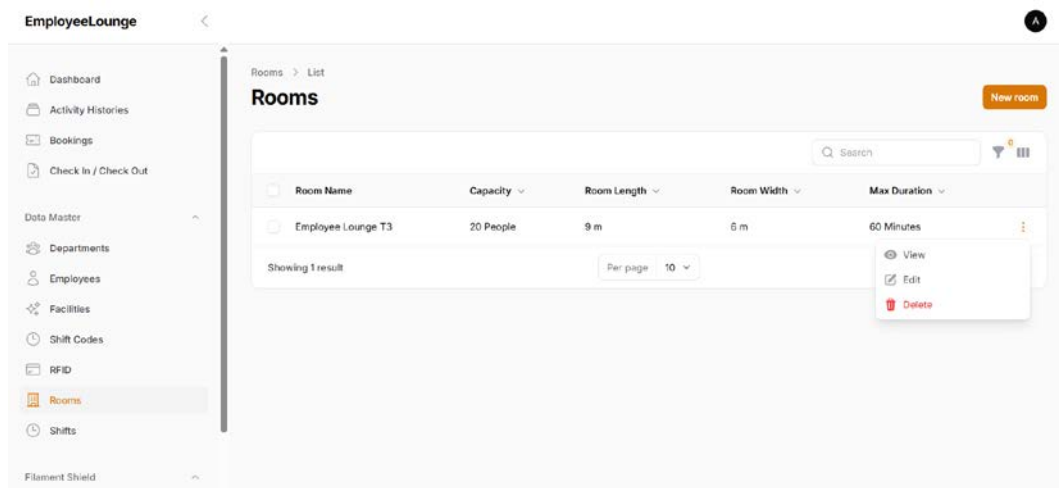 EmployeeLounge
A
Dashboard
Activity Histories
Bookings
Check In / Check Out
Data Master
Departments
Employees
Facilities
Shift Codes
RFID
Rooms
Shifts
Filament Shield
Rooms > List
Rooms
New room
Search
0
Room Name Capacity Room Length Room Width Max Duration
Employee Lounge T3 20 People 9 m 6 m 60 Minutes
Showing 1 result Per page 10
View
Edit
Delete